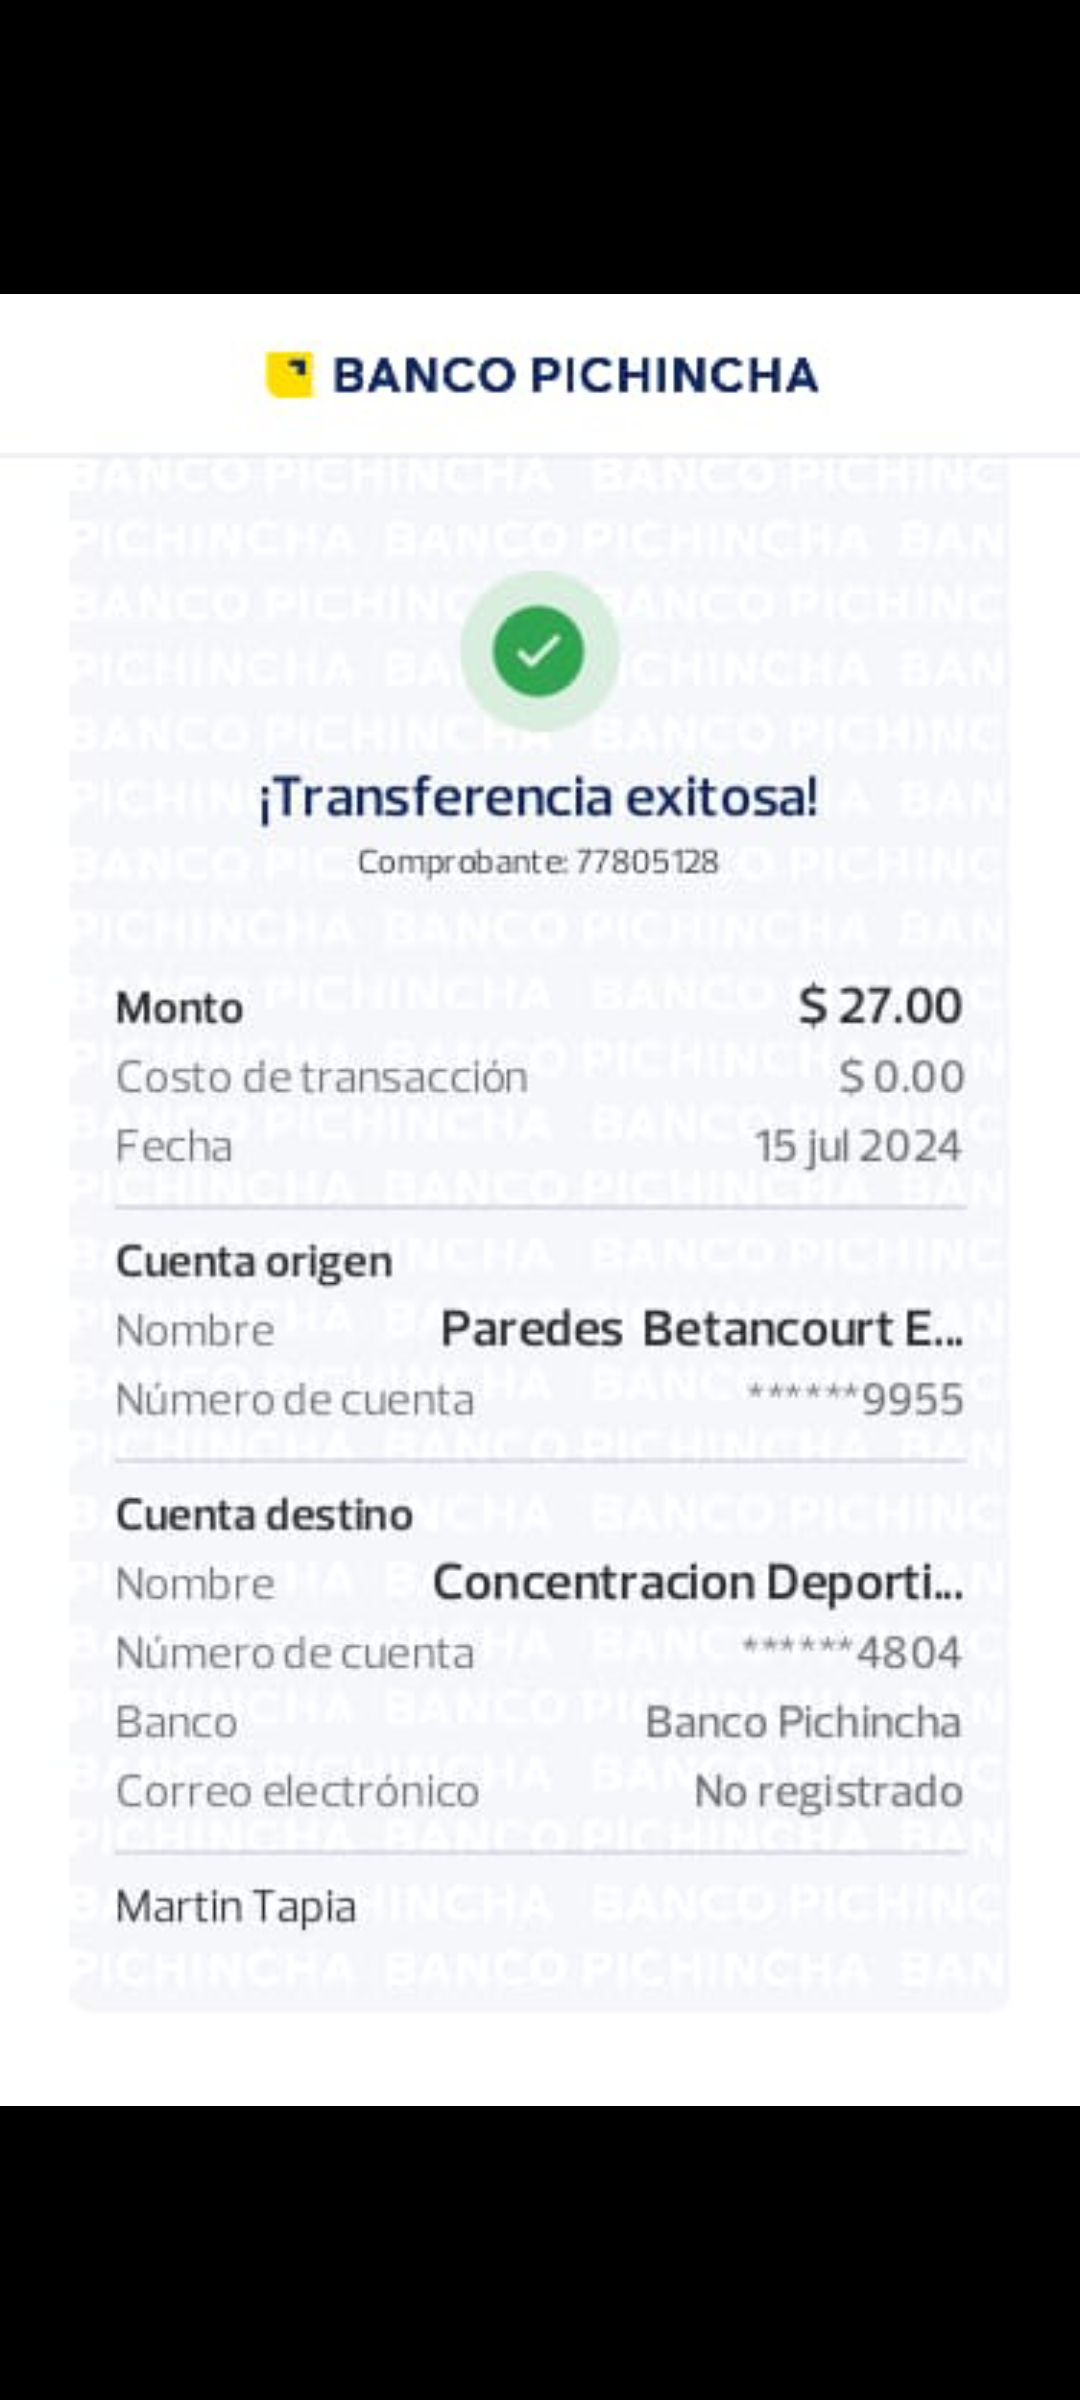 BANCO PICHINCHA
¡Transferencia exitosa!
Comprobante: 77805128
Monto $ 27.00
Costo de transacción $ 0.00
Fecha 15 jul 2024
Cuenta origen
Nombre Paredes Betancourt E...
Número de cuenta ******9955
Cuenta destino
Nombre Concentracion Deporti...
Número de cuenta ******4804
Banco Banco Pichincha
Correo electrónico No registrado
Martin Tapia